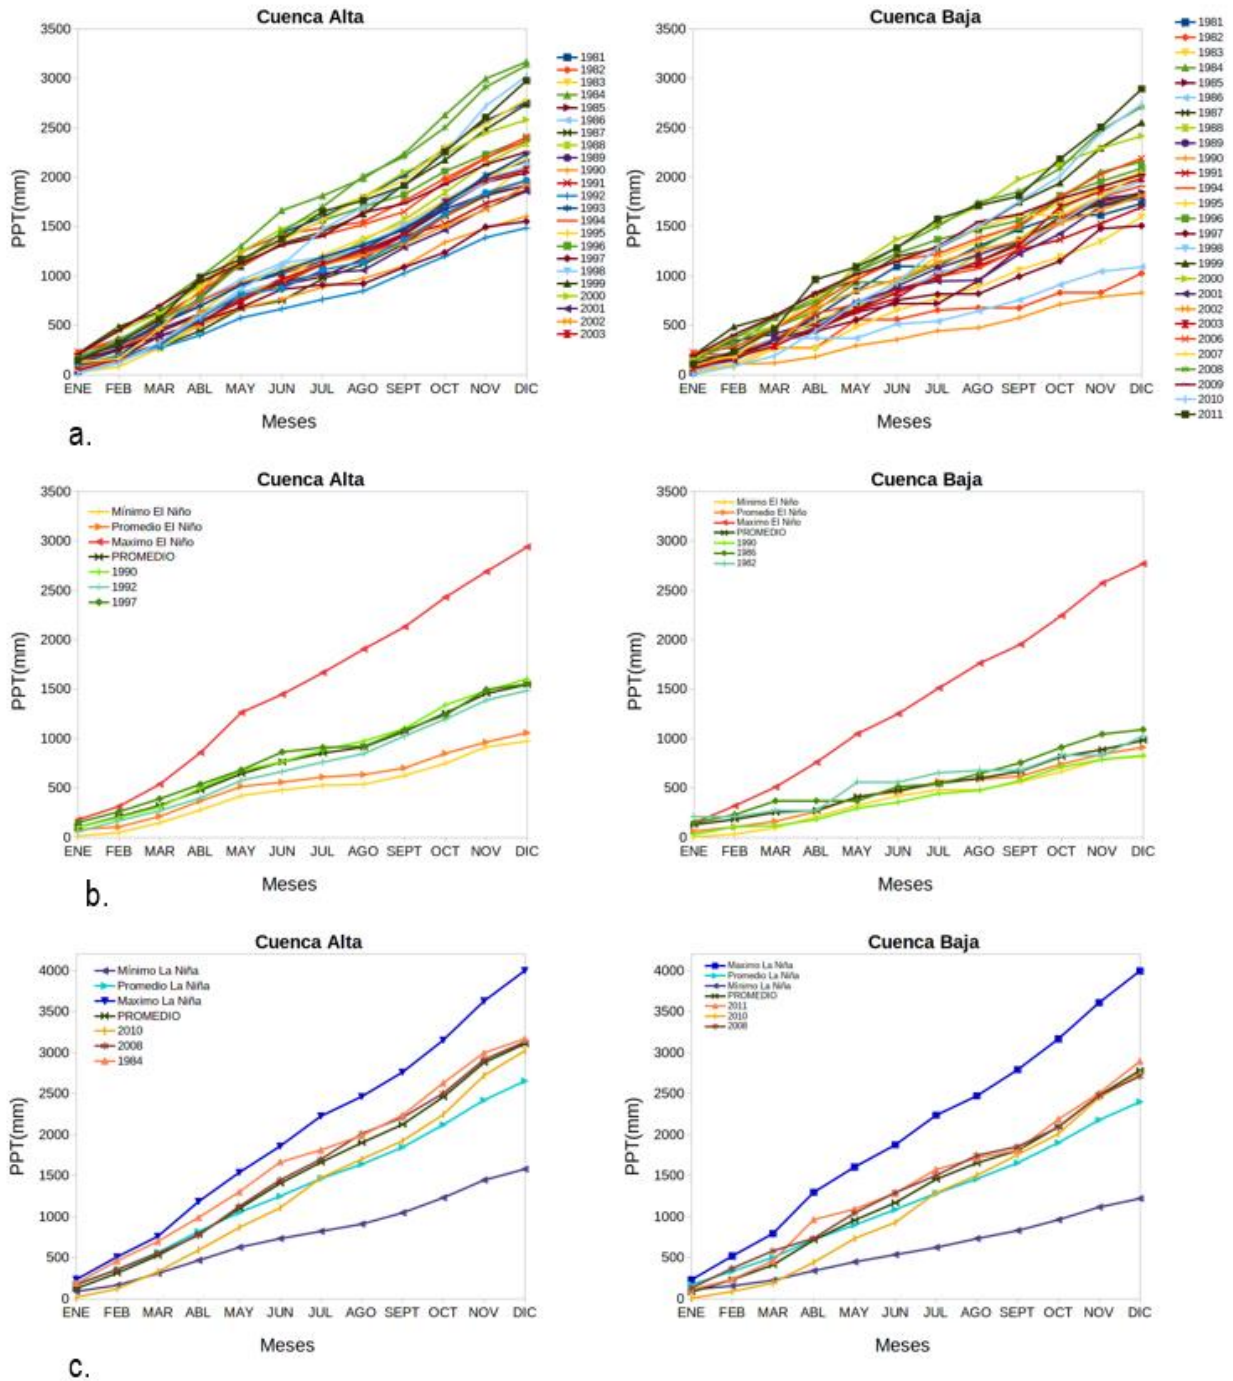 Cuenca Alta
3500
3000
2500
2000
1500
1000
500
0
PPT(mm)
ENE FEB MAR ABL MAY JUN JUL AGO SEPT OCT NOV DIC
Meses
1981
1982
1983
1984
1985
1986
1987
1988
1989
1990
1991
1992
1993
1994
1995
1996
1997
1998
1999
2000
2001
2002
2003
Cuenca Baja
3500
3000
2500
2000
1500
1000
500
0
PPT(mm)
ENE FEB MAR ABL MAY JUN JUL AGO SEPT OCT NOV DIC
Meses
1981
1982
1983
1984
1985
1986
1987
1988
1989
1990
1991
1994
1995
1996
1997
1998
1999
2000
2001
2002
2003
2006
2007
2008
2009
2010
2011
a.
Cuenca Alta
3500
3000
2500
2000
1500
1000
500
0
PPT(mm)
Mínimo El Niño
Promedio El Niño
Maximo El Niño
PROMEDIO
1990
1992
1997
ENE FEB MAR ABL MAY JUN JUL AGO SEPT OCT NOV DIC
Meses
Cuenca Baja
3500
3000
2500
2000
1500
1000
500
0
PPT(mm)
Mínimo El Niño
Promedio El Niño
Maximo El Niño
PROMEDIO
1990
1986
1982
ENE FEB MAR ABL MAY JUN JUL AGO SEPT OCT NOV DIC
Meses
b.
Cuenca Alta
4000
3500
3000
2500
2000
1500
1000
500
0
PPT(mm)
Mínimo La Niña
Promedio La Niña
Maximo La Niña
PROMEDIO
2010
2008
1984
ENE FEB MAR ABL MAY JUN JUL AGO SEPT OCT NOV DIC
Meses
Cuenca Baja
4000
3500
3000
2500
2000
1500
1000
500
0
PPT(mm)
Maximo La Niña
Promedio La Niña
Mínimo La Niña
PROMEDIO
2011
2010
2008
ENE FEB MAR ABL MAY JUN JUL AGO SEPT OCT NOV DIC
Meses
c.